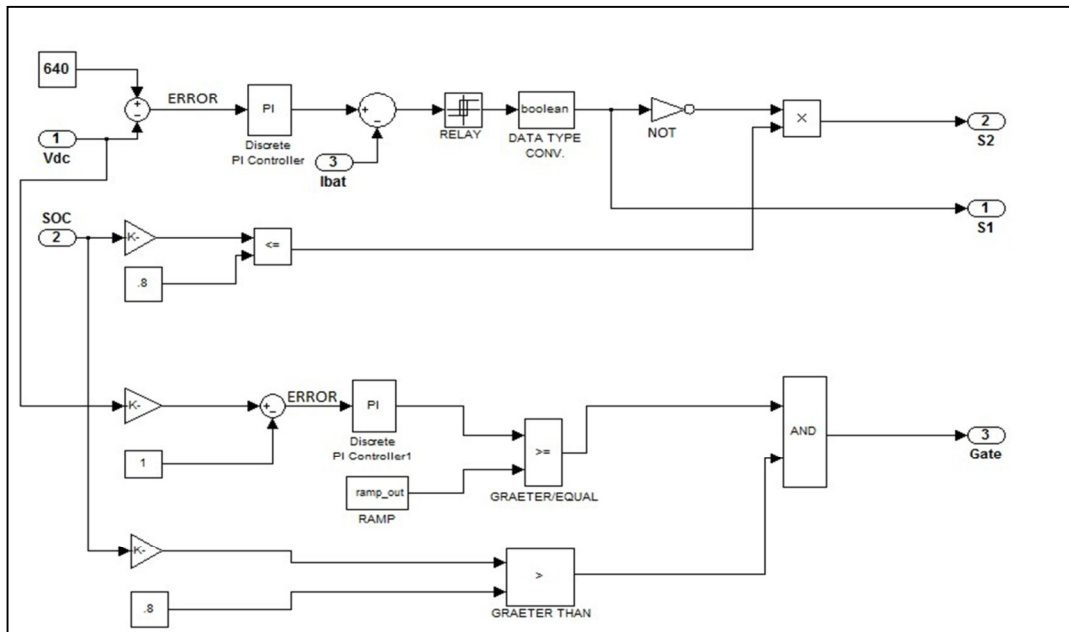 640
ERROR
PI
Discrete
PI Controller
+
-
1
Vdc
+
-
3
Ibat
RELAY
boolean
DATA TYPE
CONV.
NOT
×
2
S2
1
S1
SOC
2
-K-
<=
.8
-K-
+
-
ERROR
PI
Discrete
PI Controller1
1
ramp_out
RAMP
>=
GRAETER/EQUAL
AND
3
Gate
-K-
.8
>
GRAETER THAN